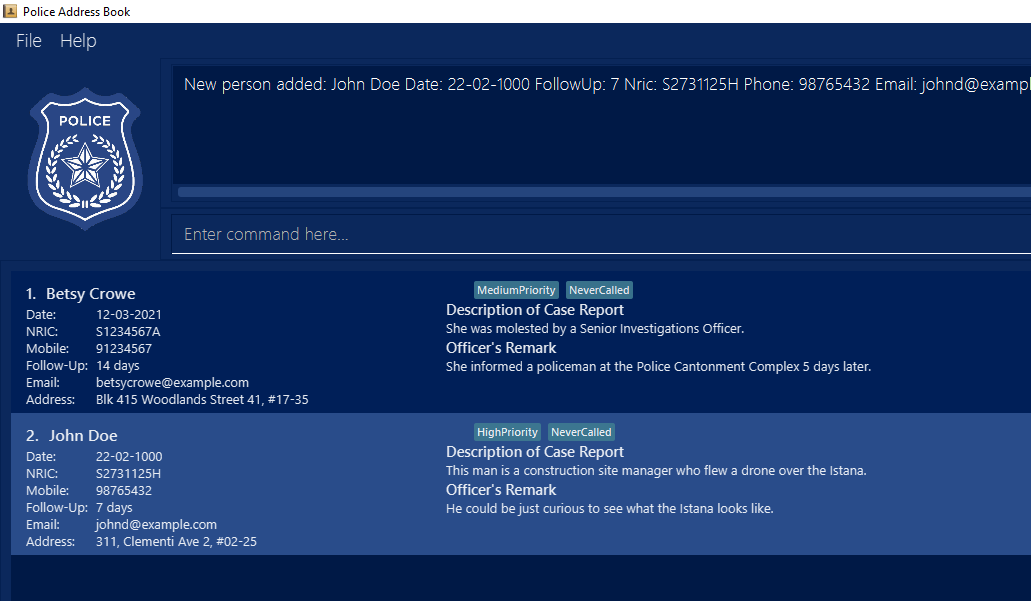 Police Address Book
File Help
POLICE
New person added: John Doe Date: 22-02-1000 FollowUp: 7 Nric: S2731125H Phone: 98765432 Email: johnd@exampl
Enter command here...
1. Betsy Crowe
Date: 12-03-2021
NRIC: S1234567A
Mobile: 91234567
Follow-Up: 14 days
Email: betsycrowe@example.com
Address: Blk 415 Woodlands Street 41, #17-35
MediumPriority NeverCalled
Description of Case Report
She was molested by a Senior Investigations Officer.
Officer's Remark
She informed a policeman at the Police Cantonment Complex 5 days later.
2. John Doe
Date: 22-02-1000
NRIC: S2731125H
Mobile: 98765432
Follow-Up: 7 days
Email: johnd@example.com
Address: 311, Clementi Ave 2, #02-25
HighPriority NeverCalled
Description of Case Report
This man is a construction site manager who flew a drone over the Istana.
Officer's Remark
He could be just curious to see what the Istana looks like.